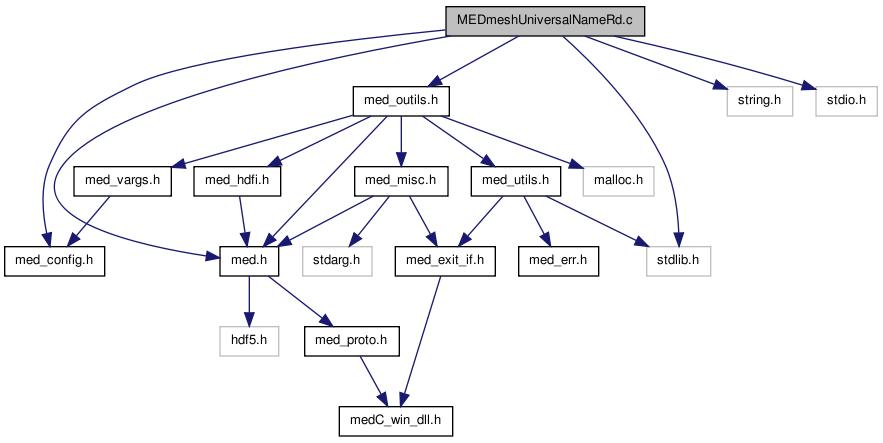 MEDmeshUniversalNameRd.c
med_outils.h
string.h
stdio.h
med_vargs.h
med_hdfi.h
med_misc.h
med_utils.h
malloc.h
med_config.h
med.h
stdarg.h
med_exit_if.h
med_err.h
stdlib.h
hdf5.h
med_proto.h
medC_win_dll.h